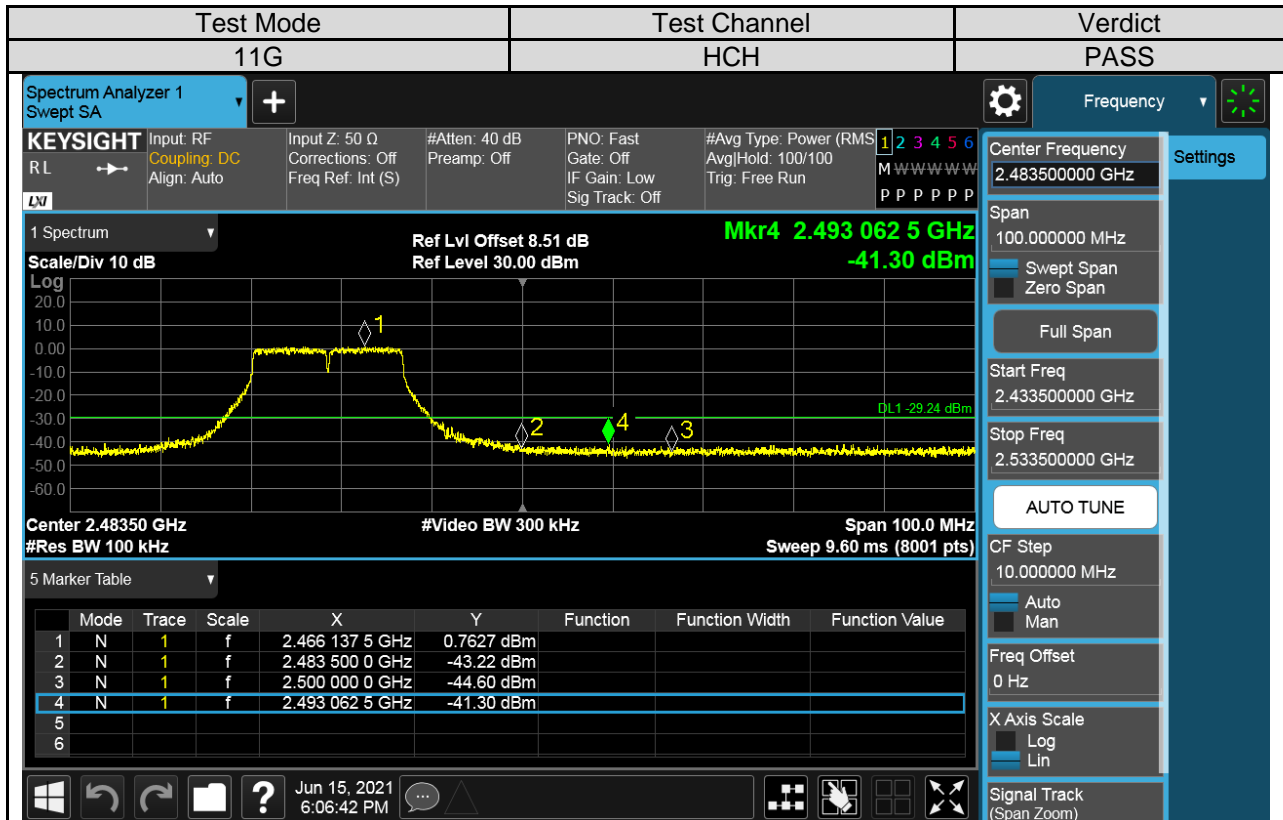 Test Mode Test Channel Verdict
11G HCH PASS
Spectrum Analyzer 1
Swept SA
+
Frequency
KEYSIGHT
RL
LXI
Input: RF
Coupling: DC
Align: Auto
Input Z: 50 Ω
Corrections: Off
Freq Ref: Int (S)
#Atten: 40 dB
Preamp: Off
PNO: Fast
Gate: Off
IF Gain: Low
Sig Track: Off
#Avg Type: Power (RMS
Avg|Hold: 100/100
Trig: Free Run
1 2 3 4 5 6
M W W W W W
P P P P P P
1 Spectrum
Scale/Div 10 dB
Ref Lvl Offset 8.51 dB
Ref Level 30.00 dBm
Mkr4 2.493 062 5 GHz
-41.30 dBm
Log
20.0
10.0
0.00
-10.0
-20.0
-30.0
-40.0
-50.0
-60.0
1
2
4
3
DL1 -29.24 dBm
Center 2.48350 GHz #Video BW 300 kHz Span 100.0 MHz
#Res BW 100 kHz Sweep 9.60 ms (8001 pts)
5 Marker Table
Mode Trace Scale X Y Function Function Width Function Value
1 N 1 f 2.466 137 5 GHz 0.7627 dBm
2 N 1 f 2.483 500 0 GHz -43.22 dBm
3 N 1 f 2.500 000 0 GHz -44.60 dBm
4 N 1 f 2.493 062 5 GHz -41.30 dBm
5
6
?
Jun 15, 2021
6:06:42 PM
Center Frequency
2.483500000 GHz
Settings
Span
100.000000 MHz
Swept Span
Zero Span
Full Span
Start Freq
2.433500000 GHz
Stop Freq
2.533500000 GHz
AUTO TUNE
CF Step
10.000000 MHz
Auto
Man
Freq Offset
0 Hz
X Axis Scale
Log
Lin
Signal Track
(Span Zoom)